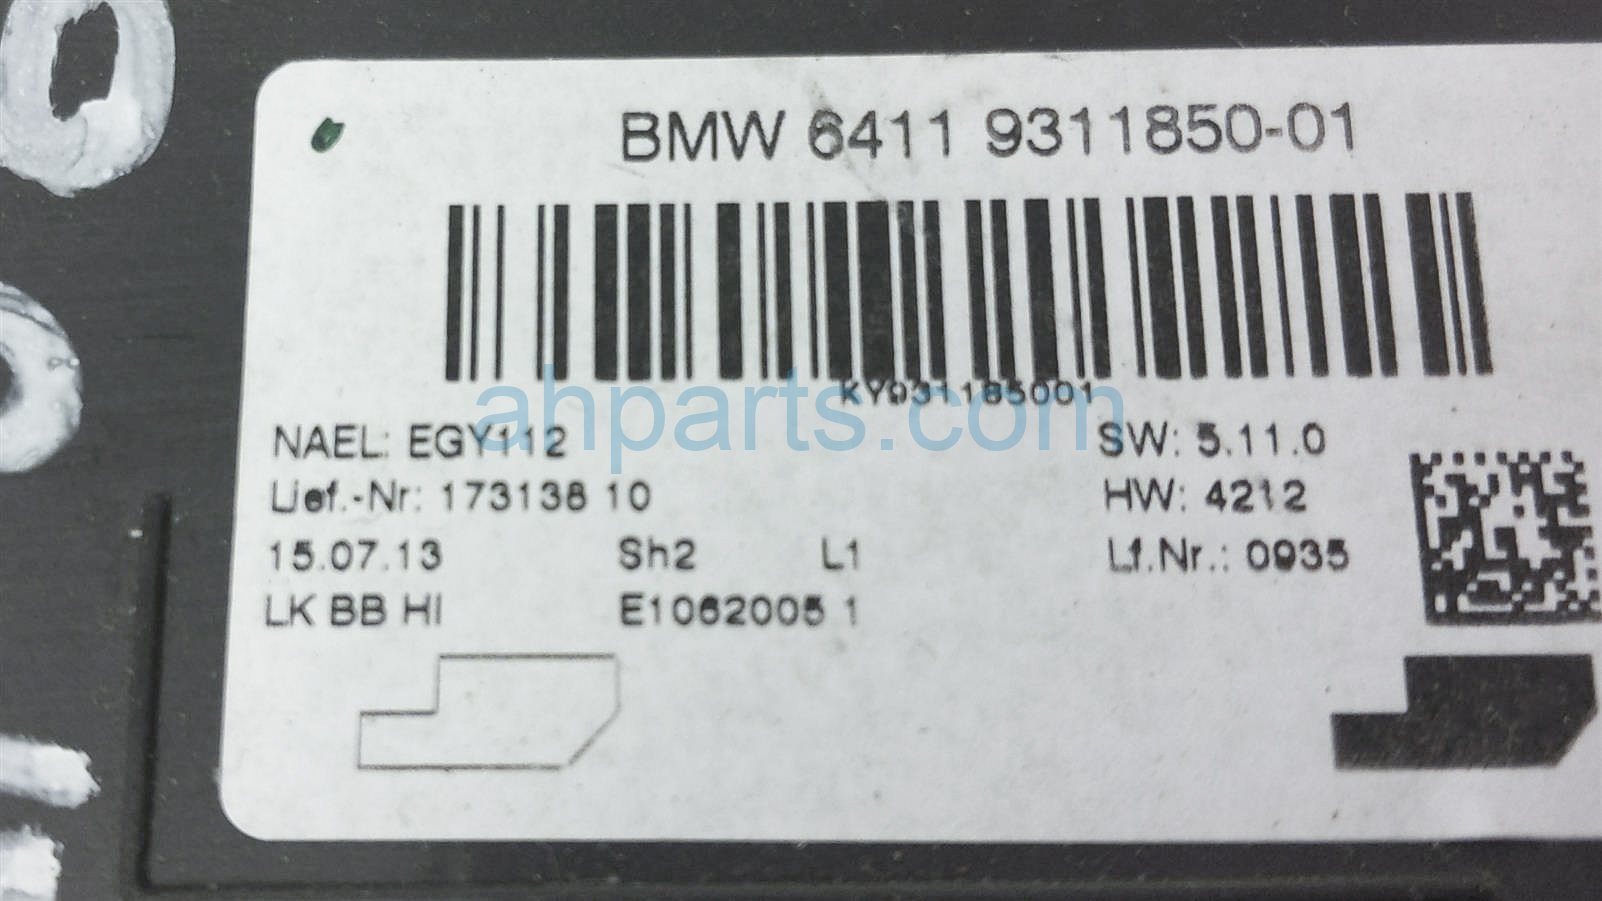 BMW 6411 9311850-01
KY931185001
ahparts.com
NAEL: EGY112
SW: 5.11.0
Lief.-Nr: 173138 10
HW: 4212
15.07.13 Sh2 L1
Lf.Nr.: 0935
LK BB HI E1062005 1